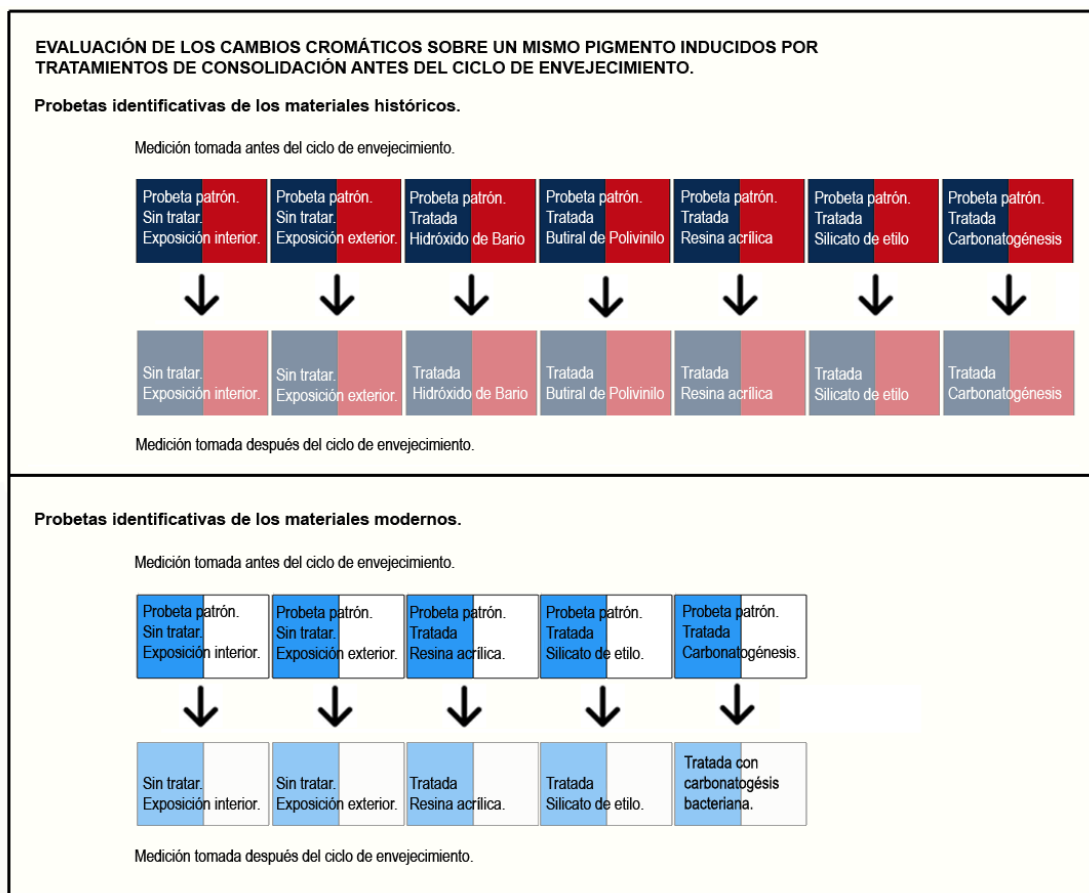 EVALUACIÓN DE LOS CAMBIOS CROMÁTICOS SOBRE UN MISMO PIGMENTO INDUCIDOS POR
TRATAMIENTOS DE CONSOLIDACIÓN ANTES DEL CICLO DE ENVEJECIMIENTO.
Probetas identificativas de los materiales históricos.
Medición tomada antes del ciclo de envejecimiento.
Probeta patrón.
Sin tratar.
Exposición interior.
Probeta patrón.
Sin tratar.
Exposición exterior.
Probeta patrón.
Tratada
Hidróxido de Bario
Probeta patrón.
Tratada
Butiral de Polivinilo
Probeta patrón.
Tratada
Resina acrílica
Probeta patrón.
Tratada
Silicato de etilo
Probeta patrón.
Tratada
Carbonatogénesis
Sin tratar.
Exposición interior.
Sin tratar.
Exposición exterior.
Tratada
Hidróxido de Bario
Tratada
Butiral de Polivinilo
Tratada
Resina acrílica
Tratada
Silicato de etilo
Tratada
Carbonatogénesis
Medición tomada después del ciclo de envejecimiento.
Probetas identificativas de los materiales modernos.
Medición tomada antes del ciclo de envejecimiento.
Probeta patrón.
Sin tratar.
Exposición interior.
Probeta patrón.
Sin tratar.
Exposición exterior.
Probeta patrón.
Tratada
Resina acrílica.
Probeta patrón.
Tratada
Silicato de etilo.
Probeta patrón.
Tratada
Carbonatogénesis.
Sin tratar.
Exposición interior.
Sin tratar.
Exposición exterior.
Tratada
Resina acrílica.
Tratada
Silicato de etilo.
Tratada con
carbonatogésis
bacteriana.
Medición tomada después del ciclo de envejecimiento.